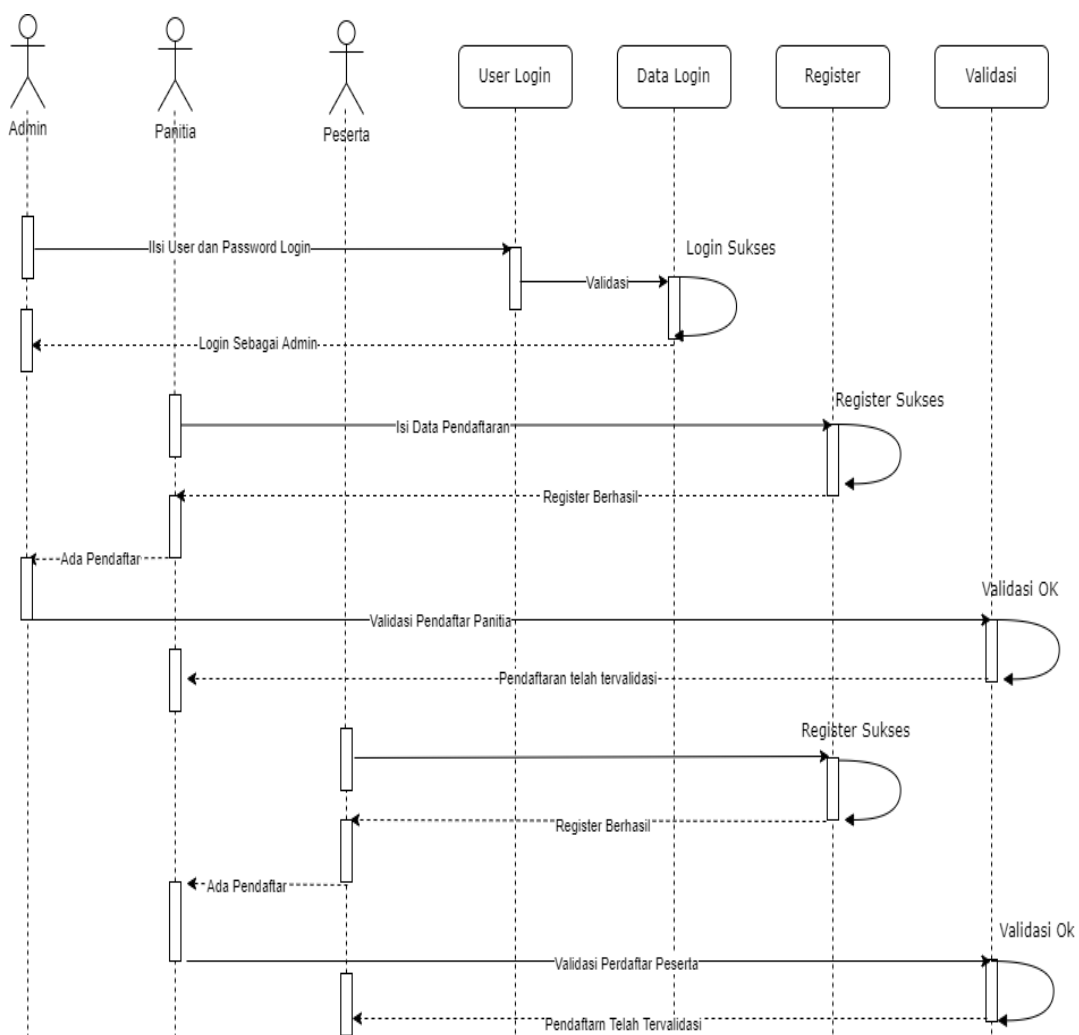 User Login
Data Login
Register
Validasi
Admin
Panitia
Peserta
IIsi User dan Password Login
Login Sukses
Validasi
Login Sebagai Admin
Register Sukses
Isi Data Pendaftaran
Register Berhasil
Ada Pendaftar
Validasi OK
Validasi Pendaftar Panitia
Pendaftaran telah tervalidasi
Register Sukses
Register Berhasil
Ada Pendaftar
Validasi Ok
Validasi Perdaftar Peserta
Pendaftarn Telah Tervalidasi